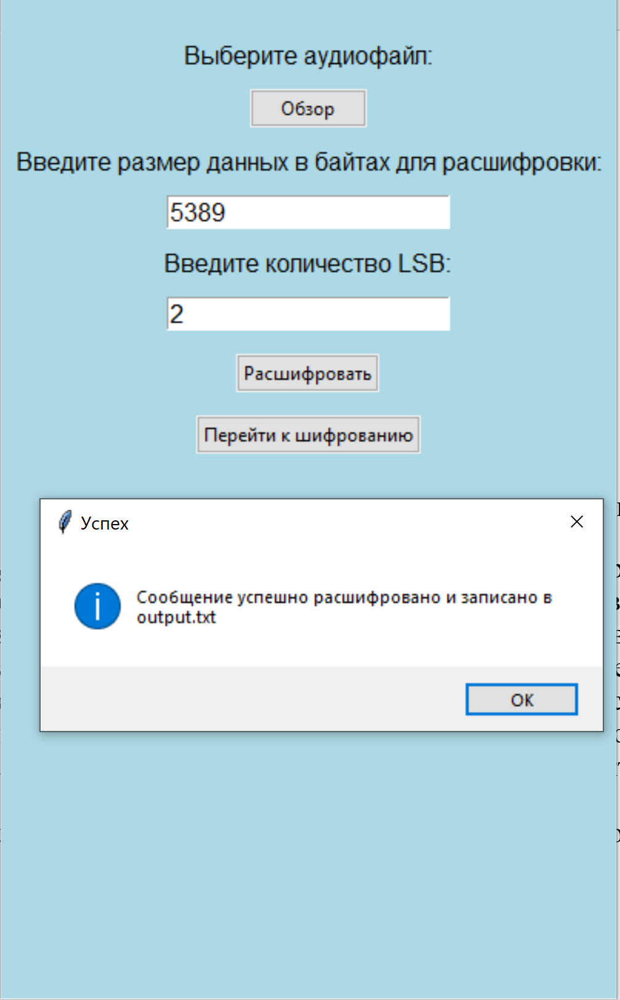 Выберите аудиофайл:
Обзор
Введите размер данных в байтах для расшифровки:
5389
Введите количество LSB:
2
Расшифровать
Перейти к шифрованию
Успех
Сообщение успешно расшифровано и записано в
output.txt
ОК